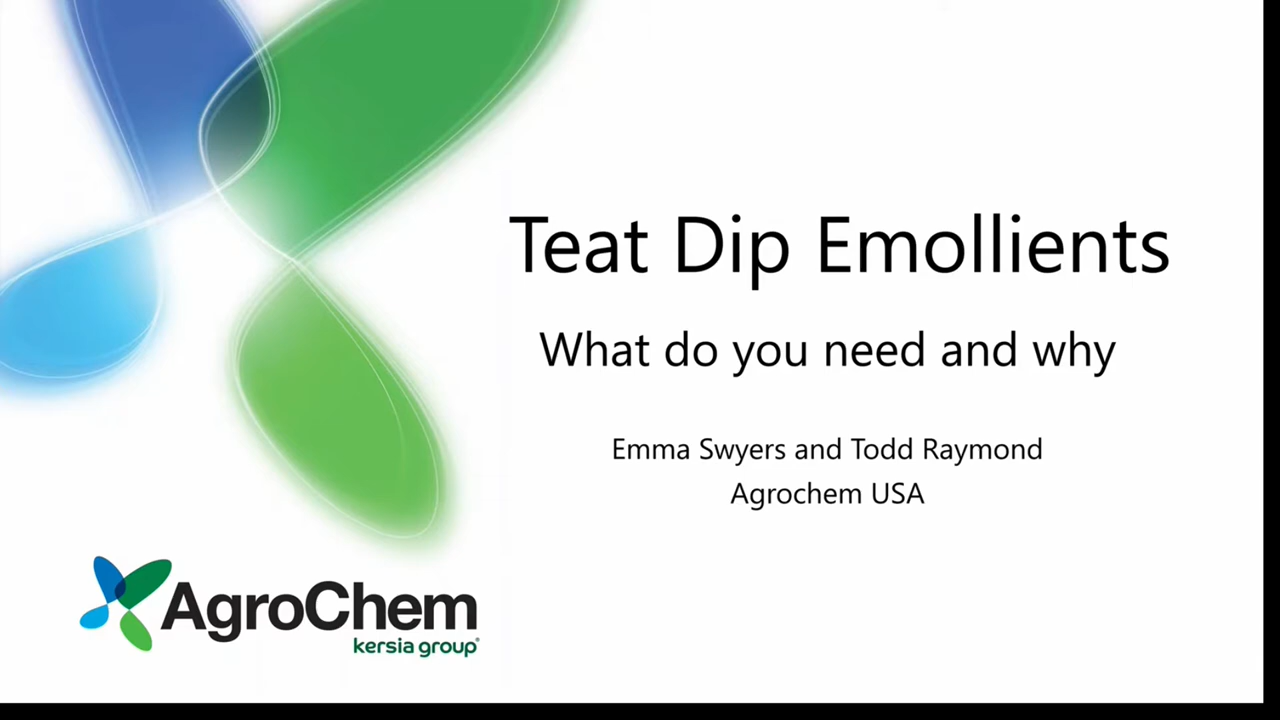 Teat Dip Emollients
What do you need and why
Emma Swyers and Todd Raymond
Agrochem USA
AgroChem
kersia group®